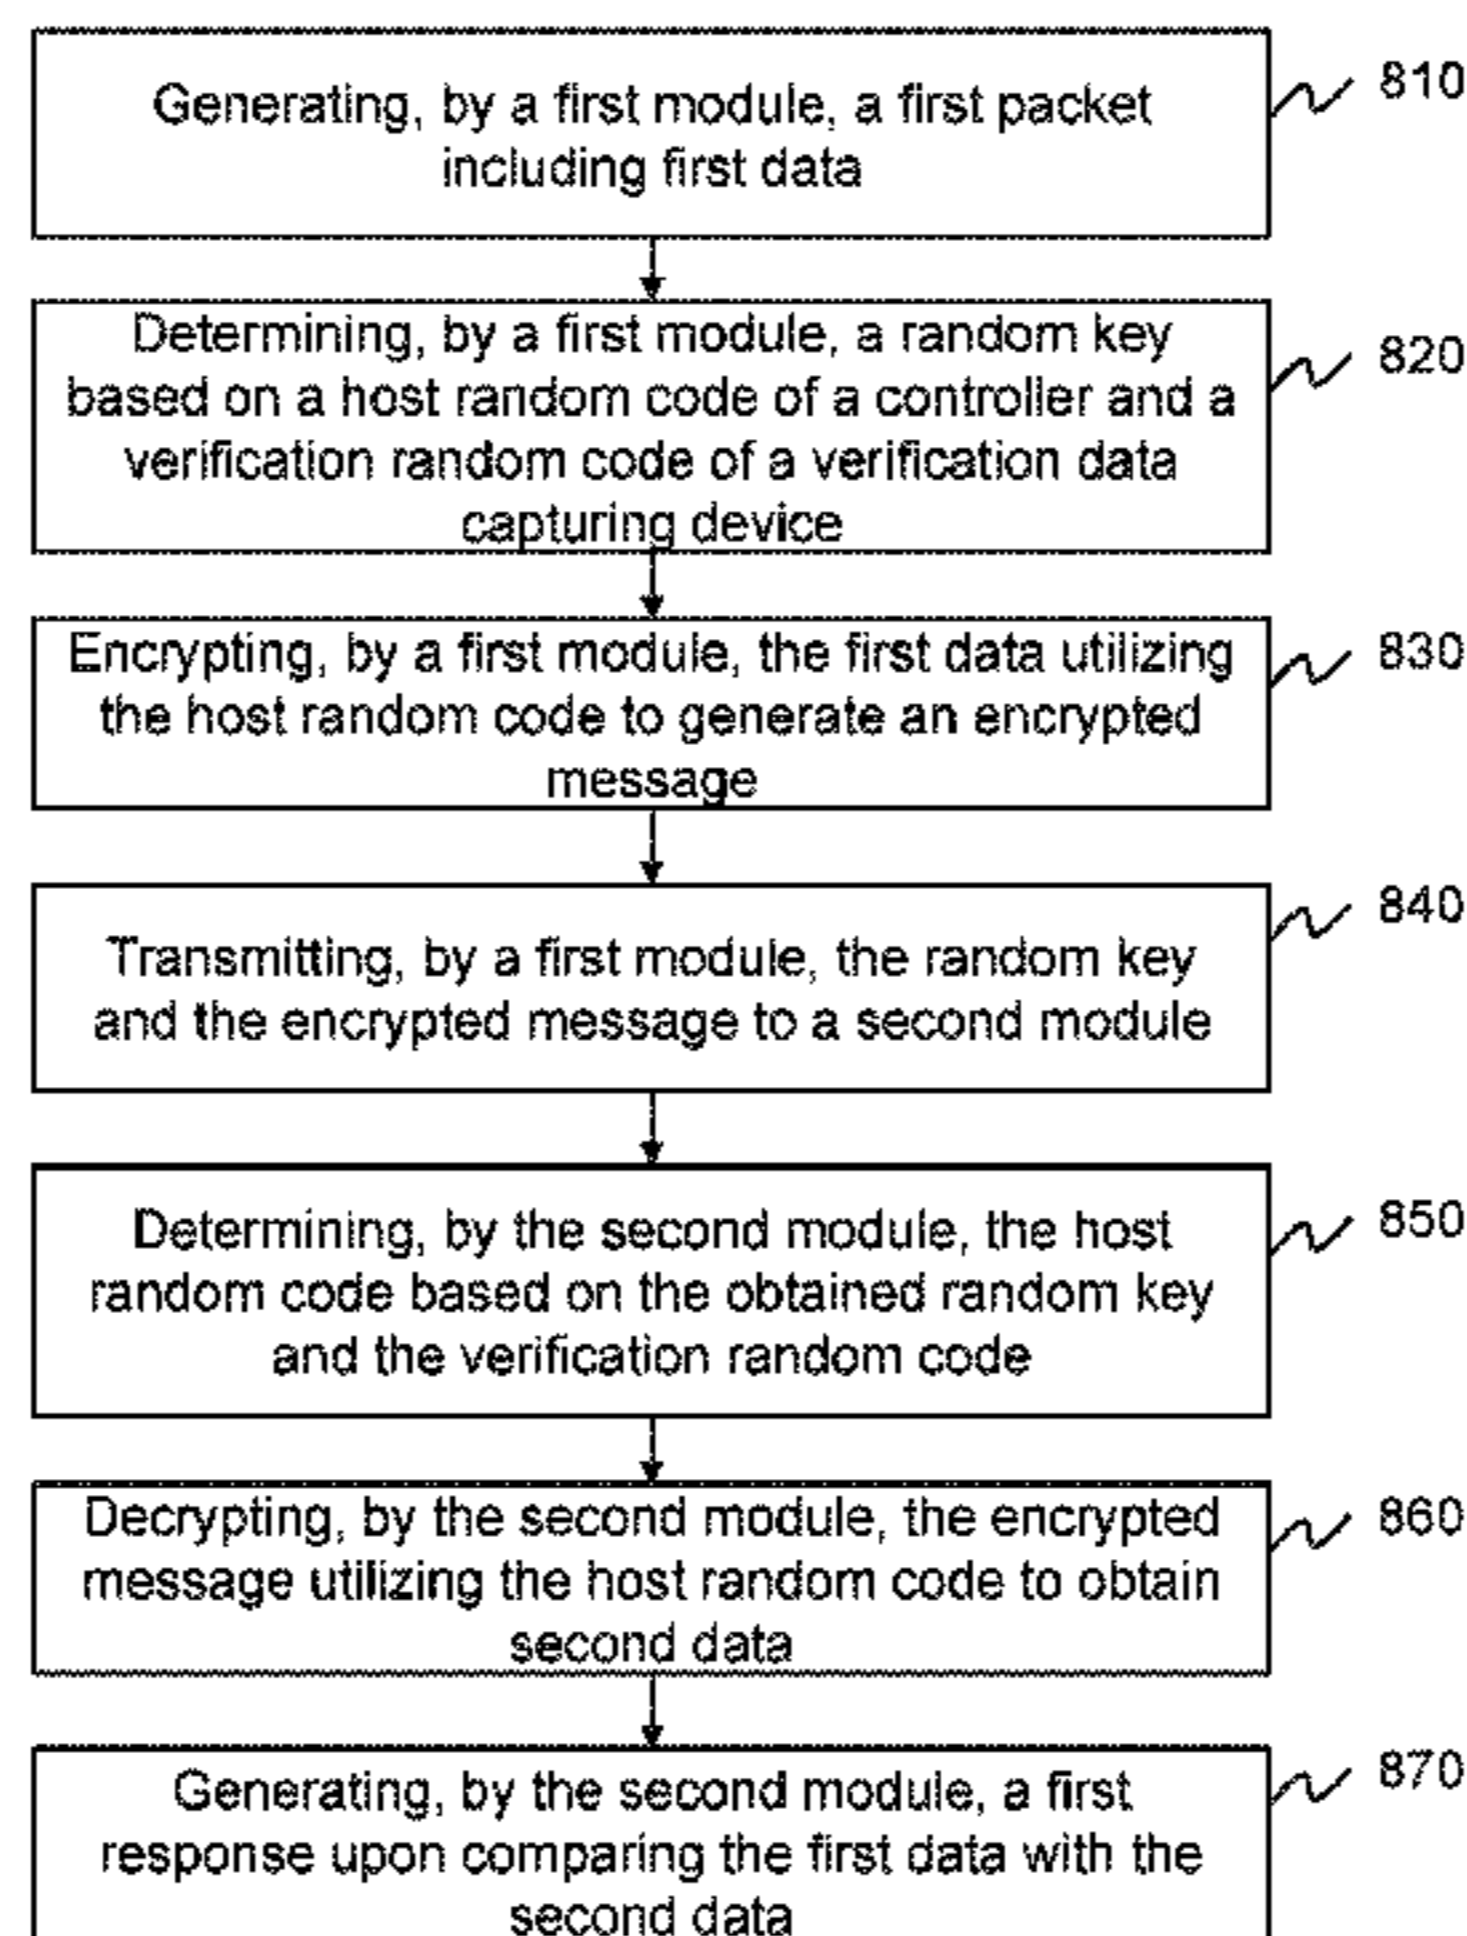 Generating, by a first module, a first packet
including first data
810
Determining, by a first module, a random key
based on a host random code of a controller and a
verification random code of a verification data
capturing device
820
Encrypting, by a first module, the first data utilizing
the host random code to generate an encrypted
message
830
Transmitting, by a first module, the random key
and the encrypted message to a second module
840
Determining, by the second module, the host
random code based on the obtained random key
and the verification random code
850
Decrypting, by the second module, the encrypted
message utilizing the host random code to obtain
second data
860
Generating, by the second module, a first
response upon comparing the first data with the
second data
870